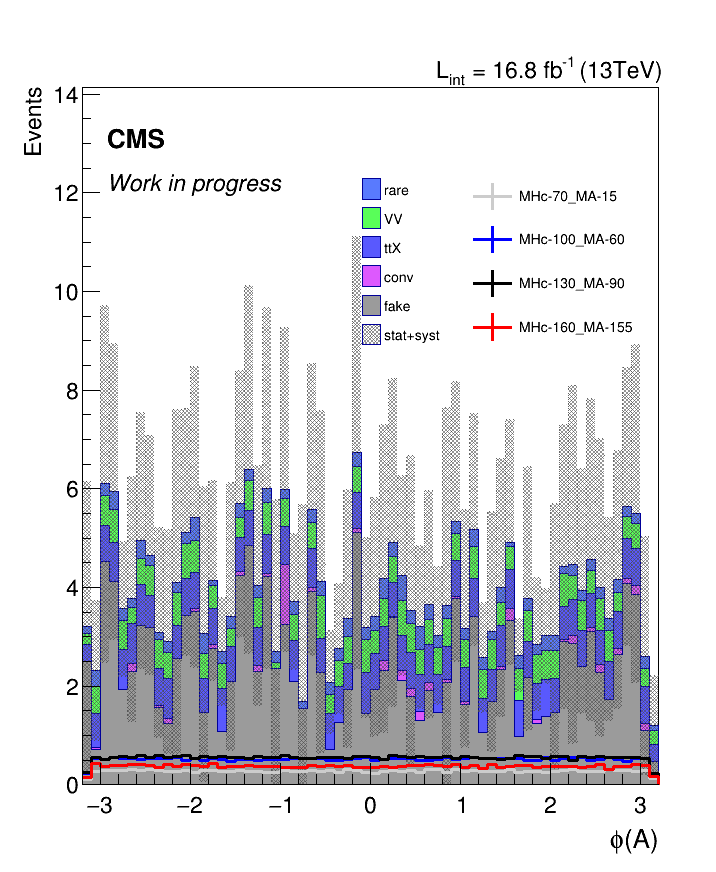 L_int = 16.8 fb^-1 (13TeV)
Events
14
12
10
8
6
4
2
0
CMS
Work in progress
rare
VV
ttX
conv
fake
stat+syst
MHc-70_MA-15
MHc-100_MA-60
MHc-130_MA-90
MHc-160_MA-155
−3 −2 −1 0 1 2 3
ϕ(A)